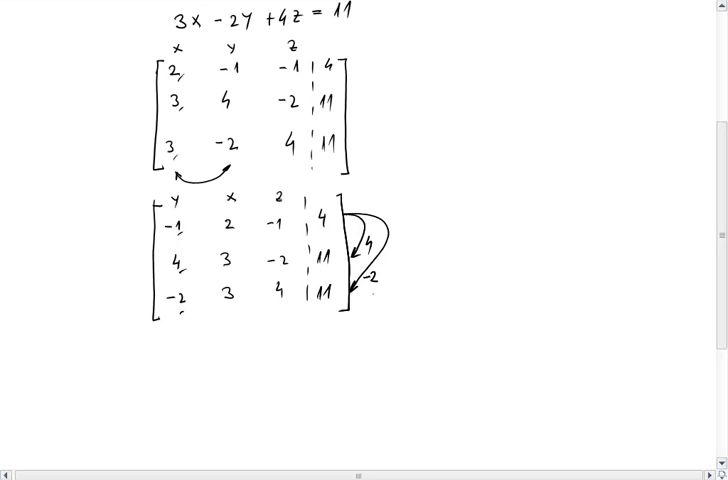 3x - 2y + 4z = 11
x y z
2 -1 -1 | 4
3 4 -2 | 11
3 -2 4 | 11
y x z
-1 2 -1 | 4
4 3 -2 | 11
-2 3 4 | 11
4
-2